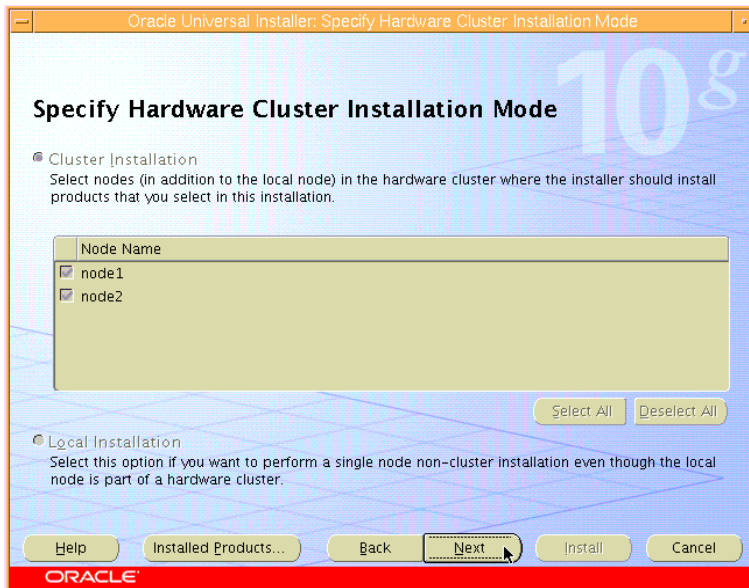 Oracle Universal Installer: Specify Hardware Cluster Installation Mode
10g
Specify Hardware Cluster Installation Mode
Cluster Installation
Select nodes (in addition to the local node) in the hardware cluster where the installer should install
products that you select in this installation.
Node Name
node1
node2
Select All Deselect All
Local Installation
Select this option if you want to perform a single node non-cluster installation even though the local
node is part of a hardware cluster.
Help Installed Products... Back Next Install Cancel
ORACLE